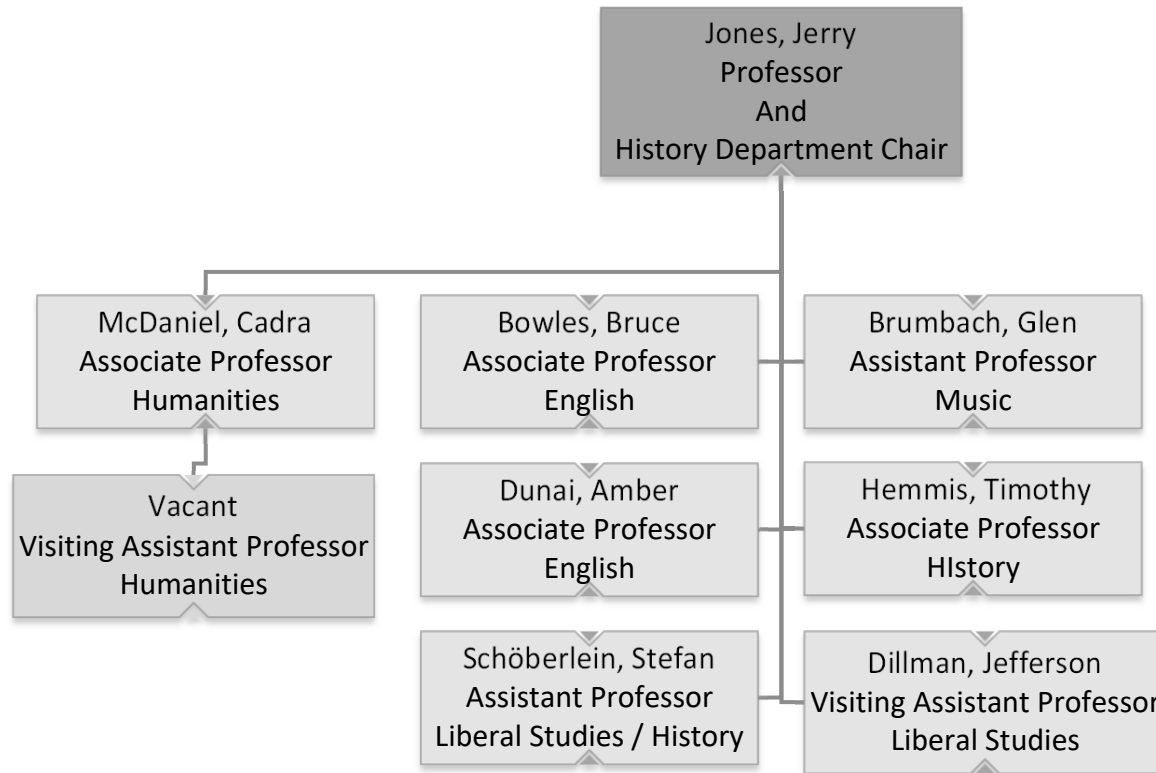 Jones, Jerry
Professor
And
History Department Chair
McDaniel, Cadra
Associate Professor
Humanities
Vacant
Visiting Assistant Professor
Humanities
Bowles, Bruce
Associate Professor
English
Brumbach, Glen
Assistant Professor
Music
Dunai, Amber
Associate Professor
English
Hemmis, Timothy
Associate Professor
HIstory
Schöberlein, Stefan
Assistant Professor
Liberal Studies / History
Dillman, Jefferson
Visiting Assistant Professor
Liberal Studies